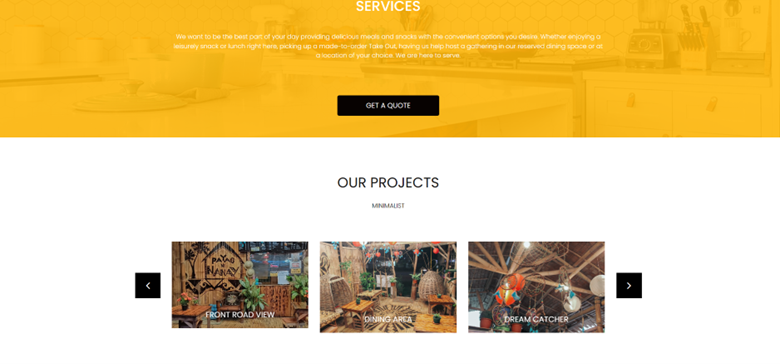 SERVICES
We want to be the best part of your day providing delicious meals and snacks with the convenient options you desire. Whether enjoying a
leisurely snack or lunch right here, picking up a made-to-order Take Out, having us help host a gathering in our reserved dining space or at
a location of your choice. We are here to serve.
GET A QUOTE
OUR PROJECTS
MINIMALIST
PAYAG
NANAY
FRONT ROAD VIEW
DINING AREA
DREAM CATCHER